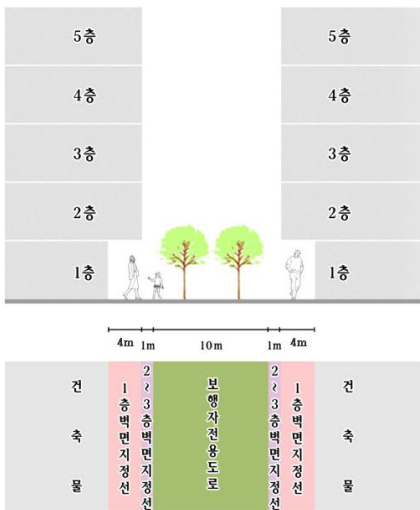 5층 5층
4층 4층
3층 3층
2층 2층
1층 1층
4m 1m 10m 1m 4m
건축물
1층벽면지정선
2~3층벽면지정선
보행자전용도로
2~3층벽면지정선
1층벽면지정선
건축물